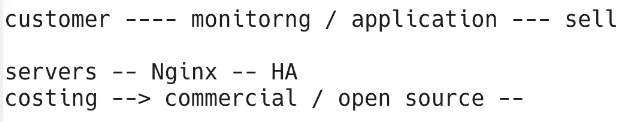 customer ---- monitorng / application --- sell
servers -- Nginx -- HA
costing --> commercial / open source --